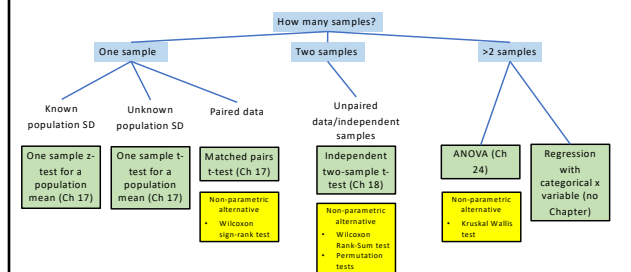 How many samples?
One sample
Two samples
>2 samples
Known
population SD
Unknown
population SD
Paired data
Unpaired
data/independent
samples
One sample z-
test for a
population
mean (Ch 17)
One sample t-
test for a
population
mean (Ch 17)
Matched pairs
t-test (Ch 17)
Non-parametric
alternative
• Wilcoxon
sign-rank test
Independent
two-sample t-
test (Ch 18)
Non-parametric
alternative
• Wilcoxon
Rank-Sum test
• Permutation
tests
ANOVA (Ch
24)
Non-parametric
alternative
• Kruskal Wallis
test
Regression
with
categorical x
variable (no
Chapter)